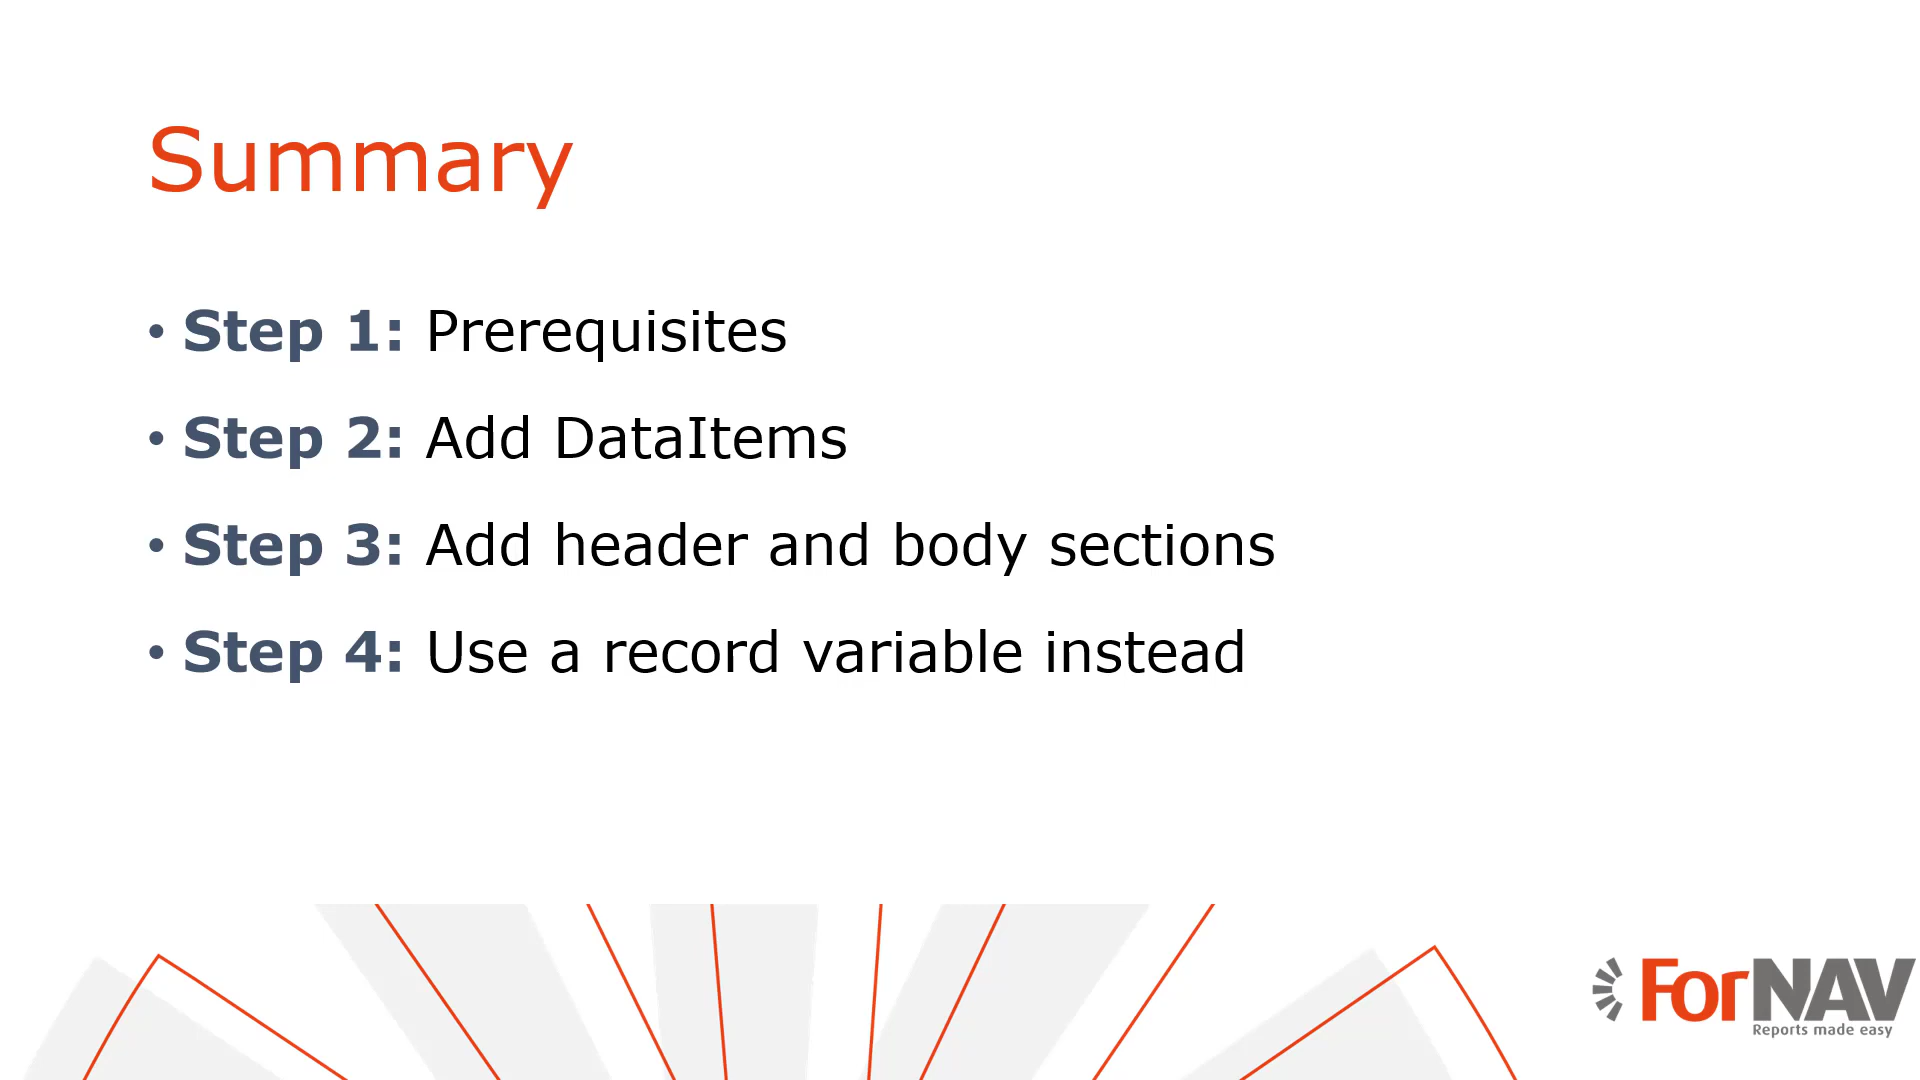 Summary
• Step 1: Prerequisites
• Step 2: Add DataItems
• Step 3: Add header and body sections
• Step 4: Use a record variable instead
ForNAV
Reports made easy